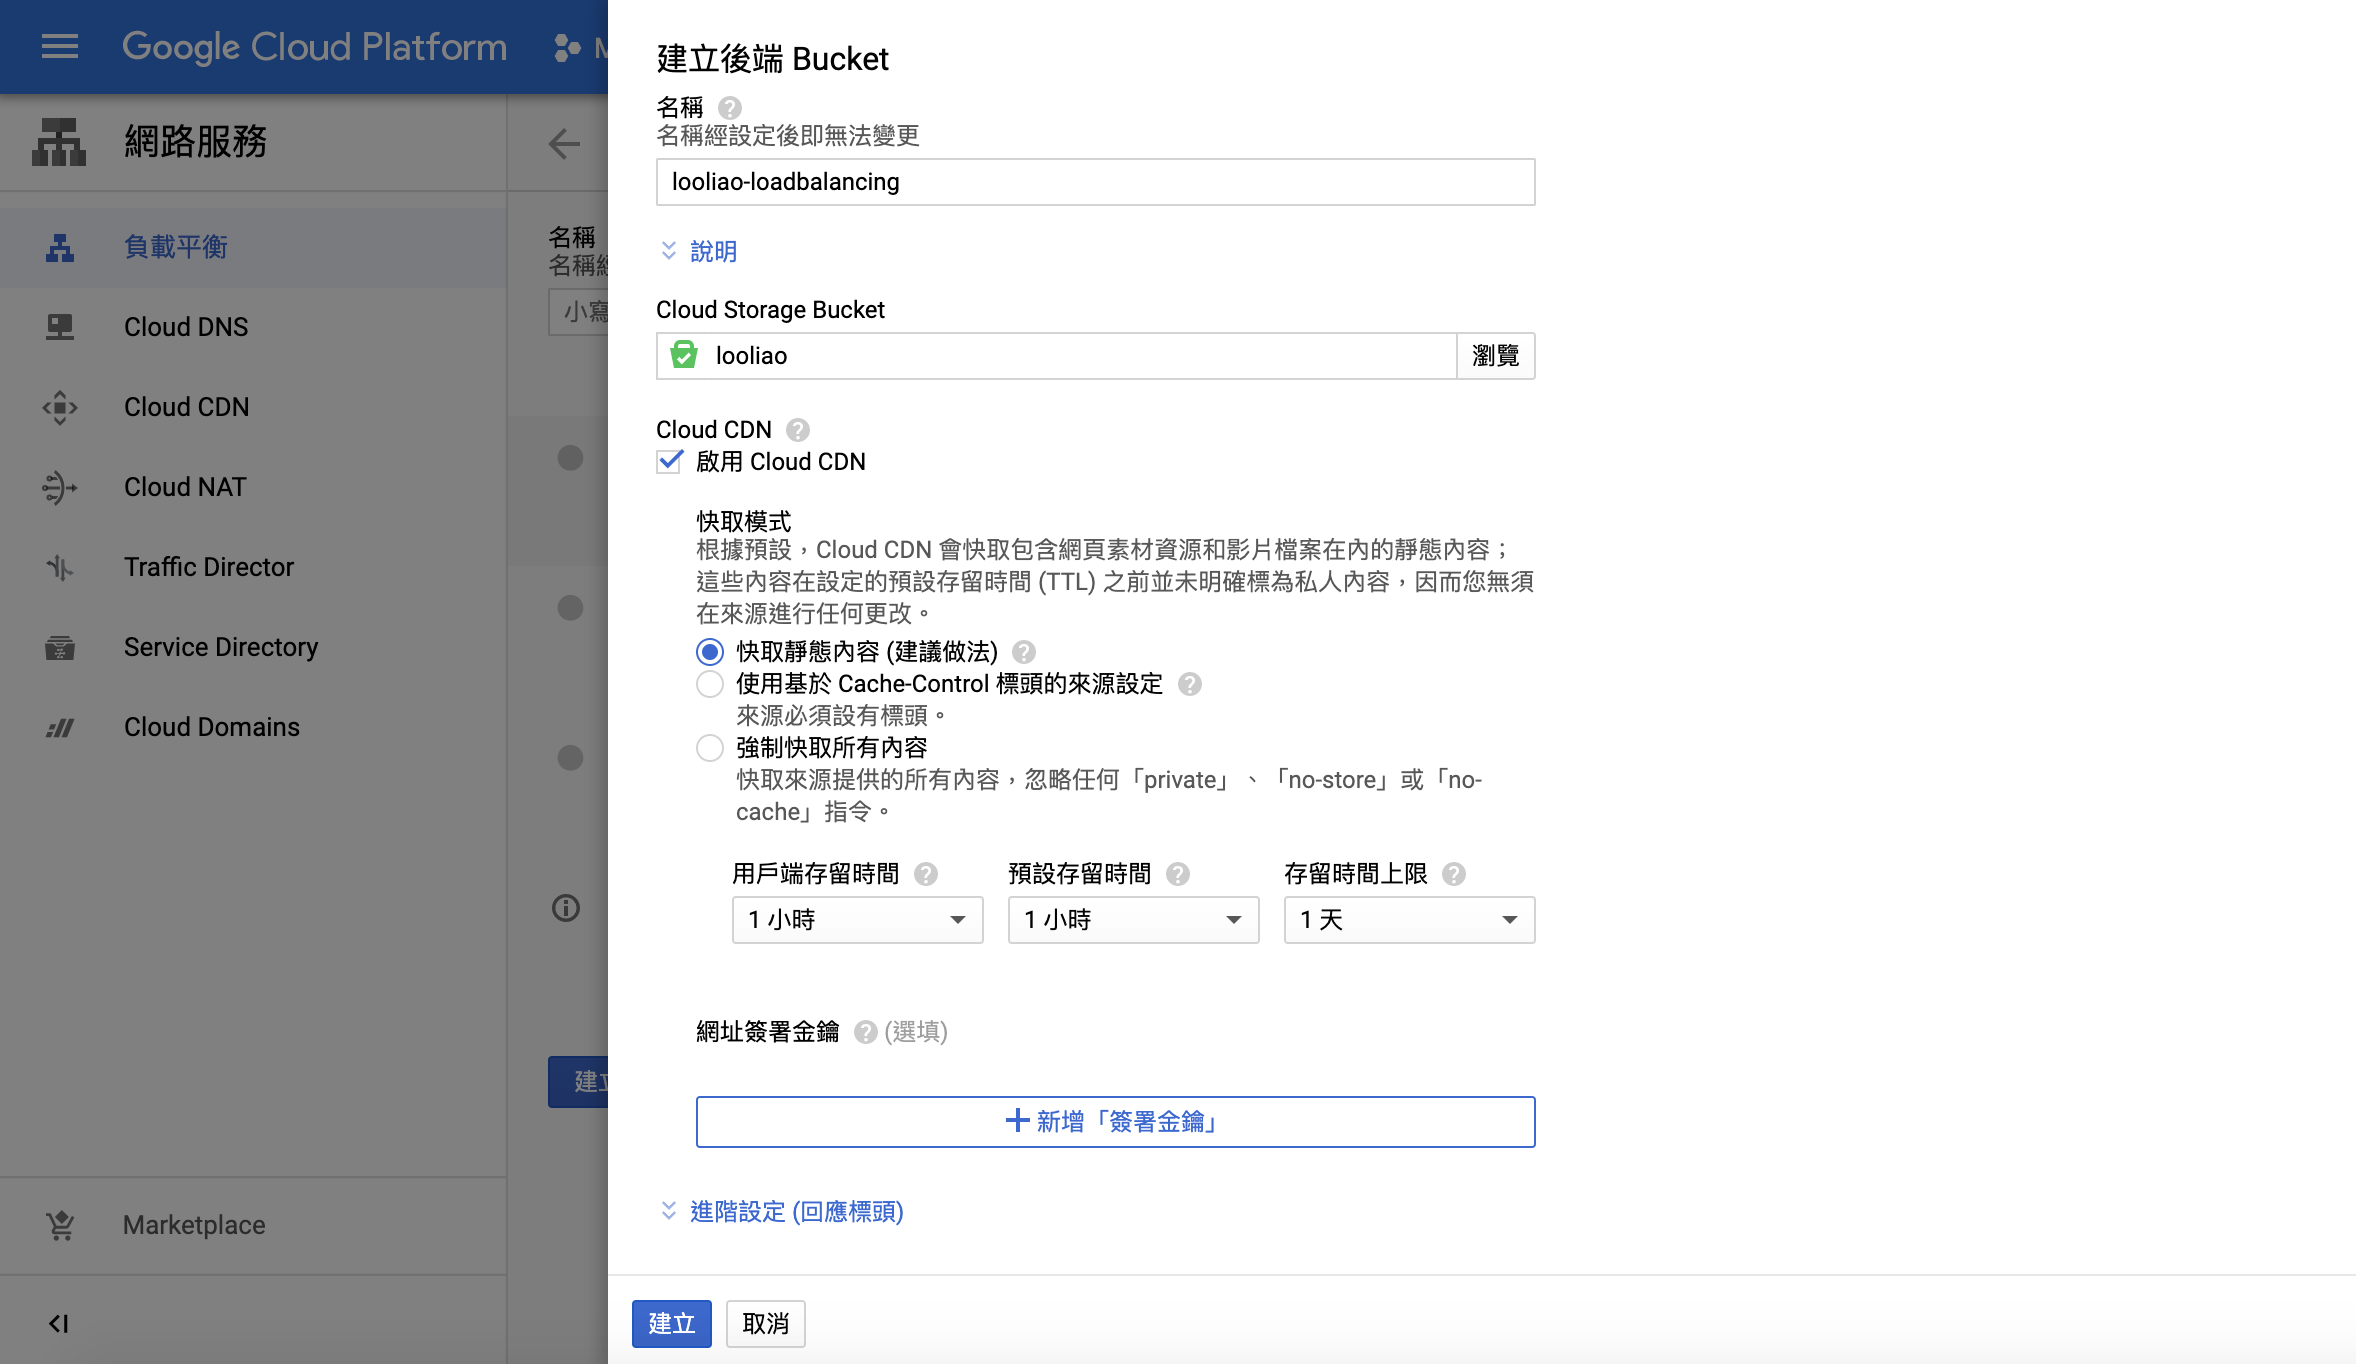 Google Cloud Platform
網路服務
負載平衡
Cloud DNS
Cloud CDN
Cloud NAT
Traffic Director
Service Directory
Cloud Domains
Marketplace
名稱
建立後端 Bucket
名稱
名稱經設定後即無法變更
looliao-loadbalancing
說明
Cloud Storage Bucket
looliao
瀏覽
Cloud CDN
啟用 Cloud CDN
快取模式
根據預設，Cloud CDN 會快取包含網頁素材資源和影片檔案在內的靜態內容；
這些內容在設定的預設存留時間 (TTL) 之前並未明確標為私人內容，因而您無須
在來源進行任何更改。
快取靜態內容 (建議做法)
使用基於 Cache-Control 標頭的來源設定
來源必須設有標頭。
強制快取所有內容
快取來源提供的所有內容，忽略任何「private」、「no-store」或「no-
cache」指令。
用戶端存留時間
預設存留時間
存留時間上限
1 小時
1 小時
1 天
網址簽署金鑰 (選填)
新增「簽署金鑰」
進階設定 (回應標頭)
建立
取消